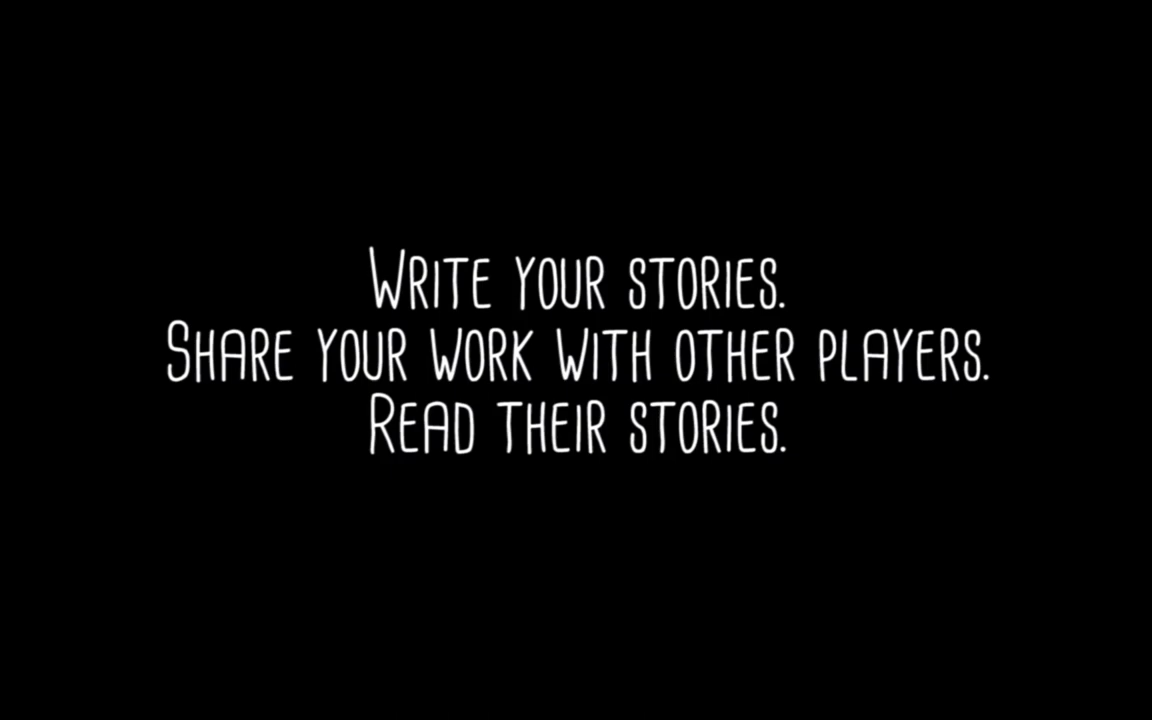 Write your stories.
Share your work with other players.
Read their stories.